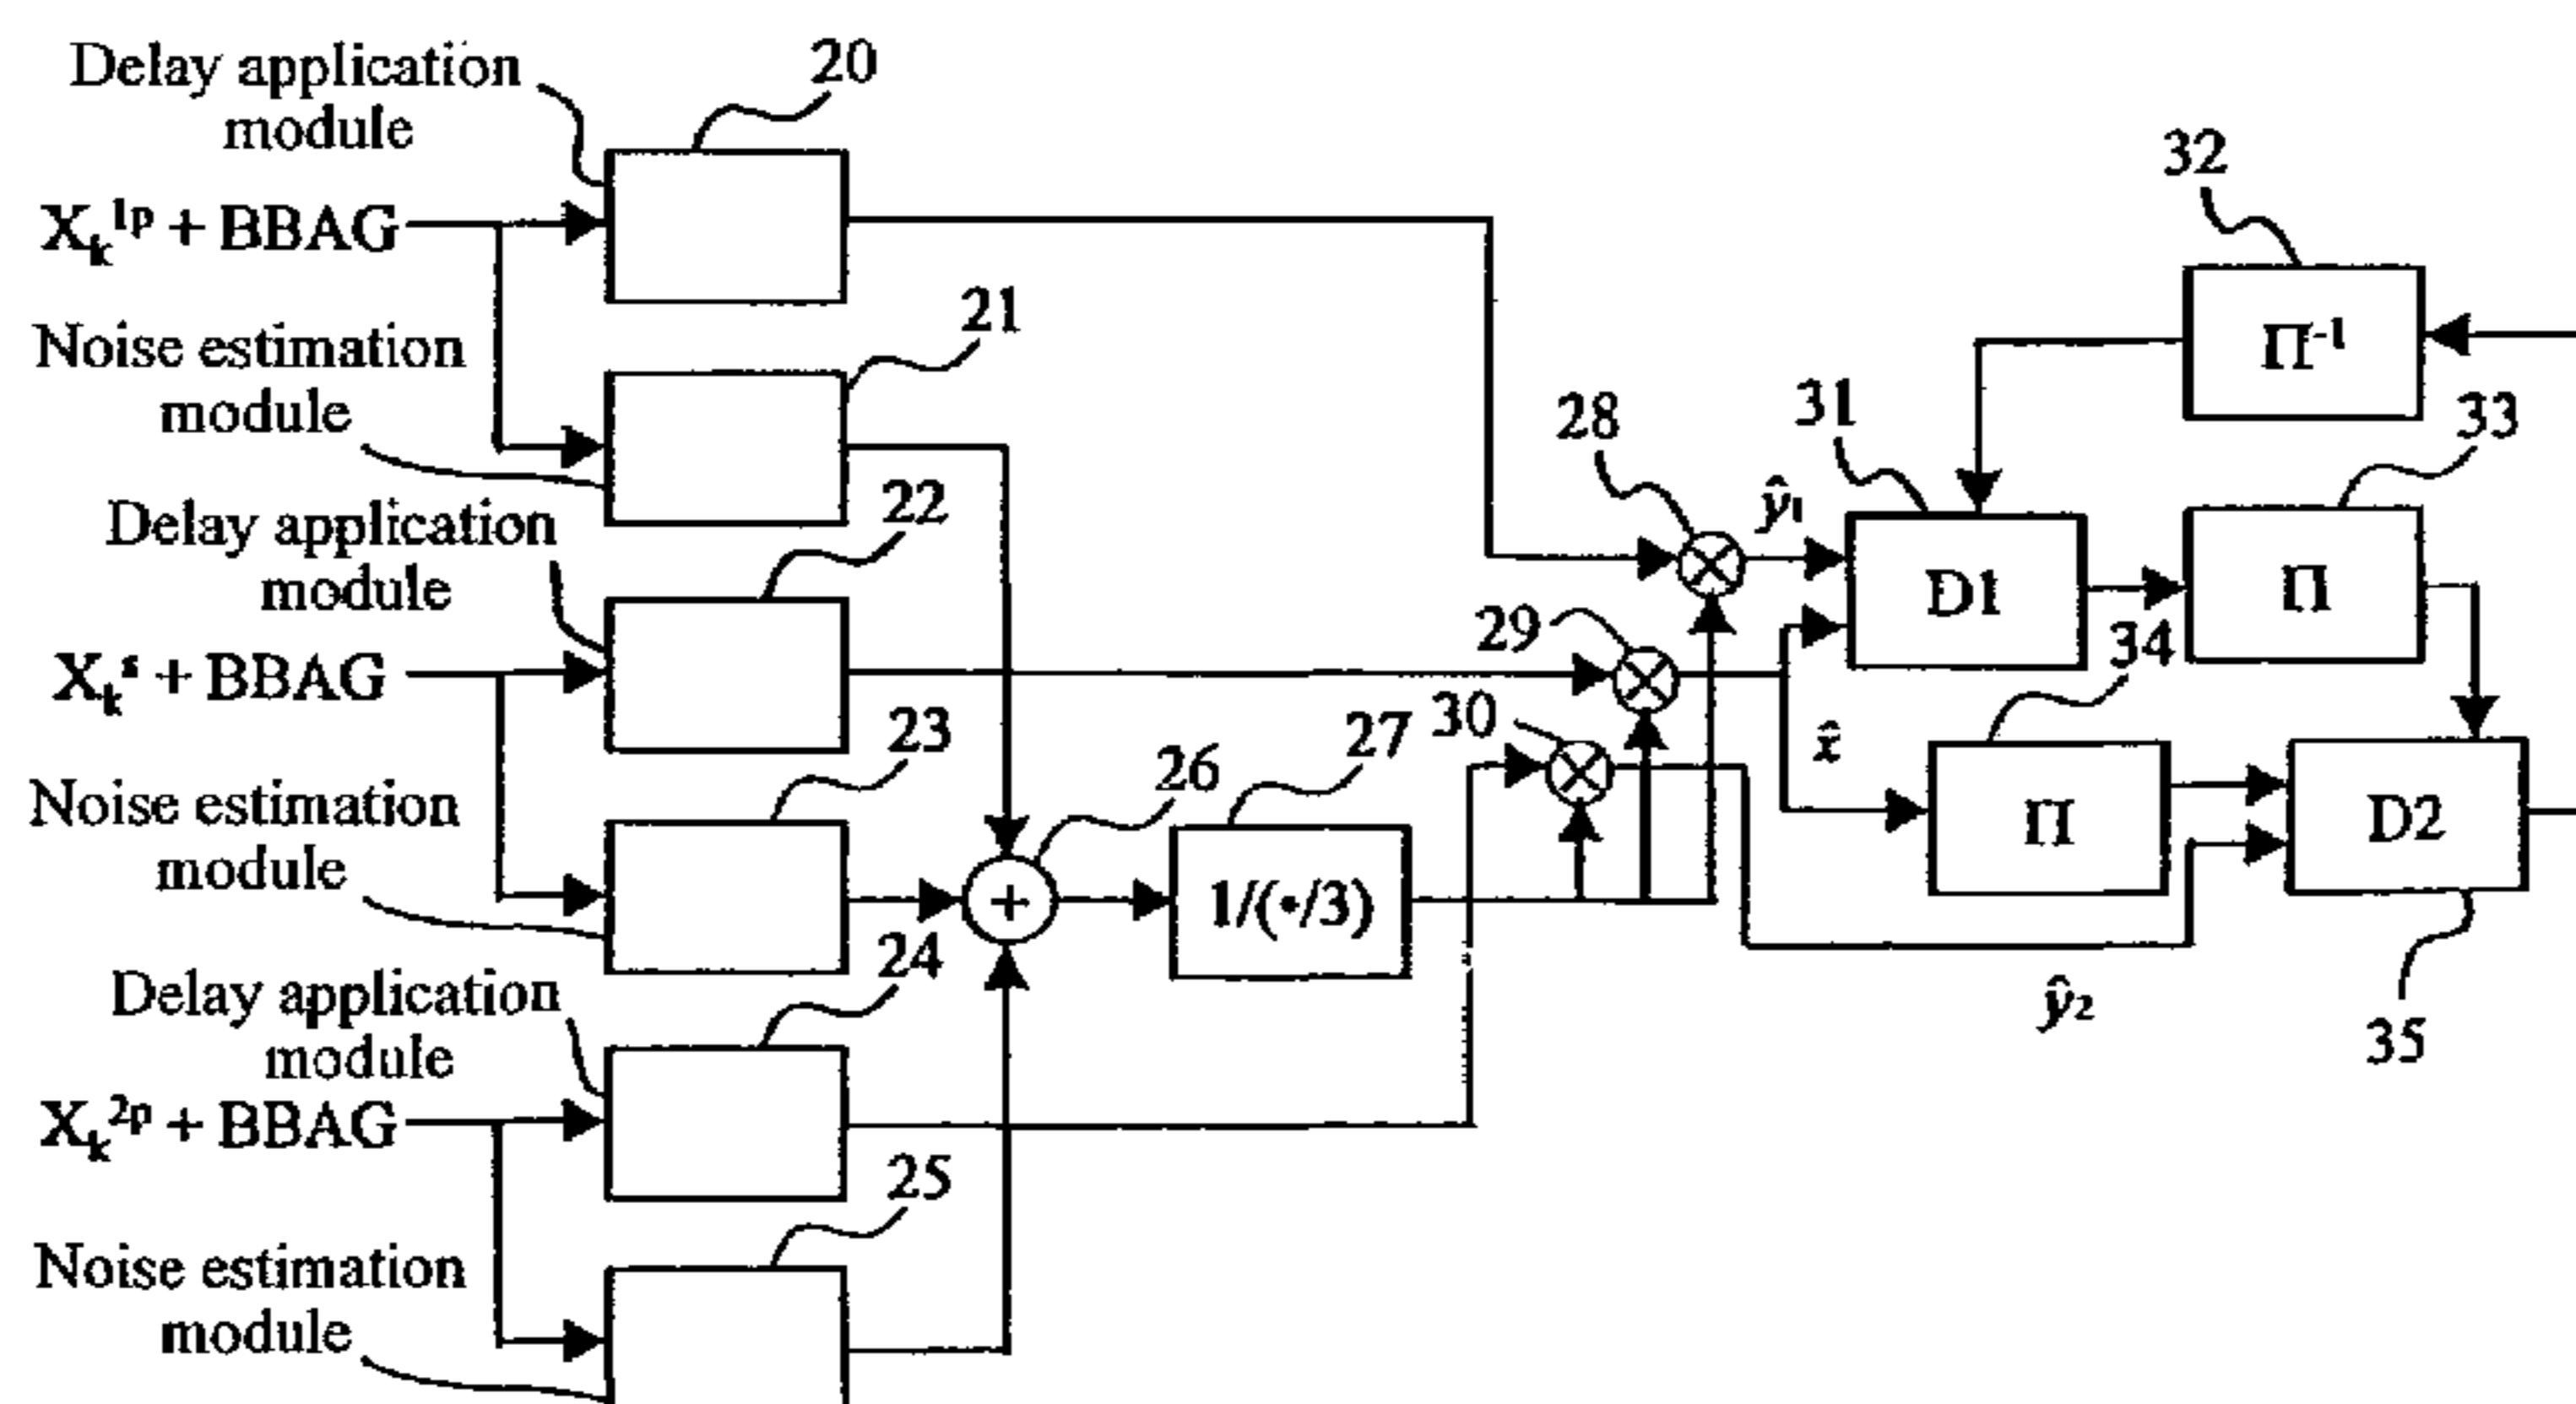 Delay application
module
20
X_k^1p + BBAG
Noise estimation
module
21
Delay application
module
22
X_k^s + BBAG
Noise estimation
module
23
Delay application
module
24
X_k^2p + BBAG
Noise estimation
module
25
26
27
1/(•/3)
+
28
29
30
ŷ1
x̂
ŷ2
31
D1
32
Π^-1
33
Π
34
Π
D2
35